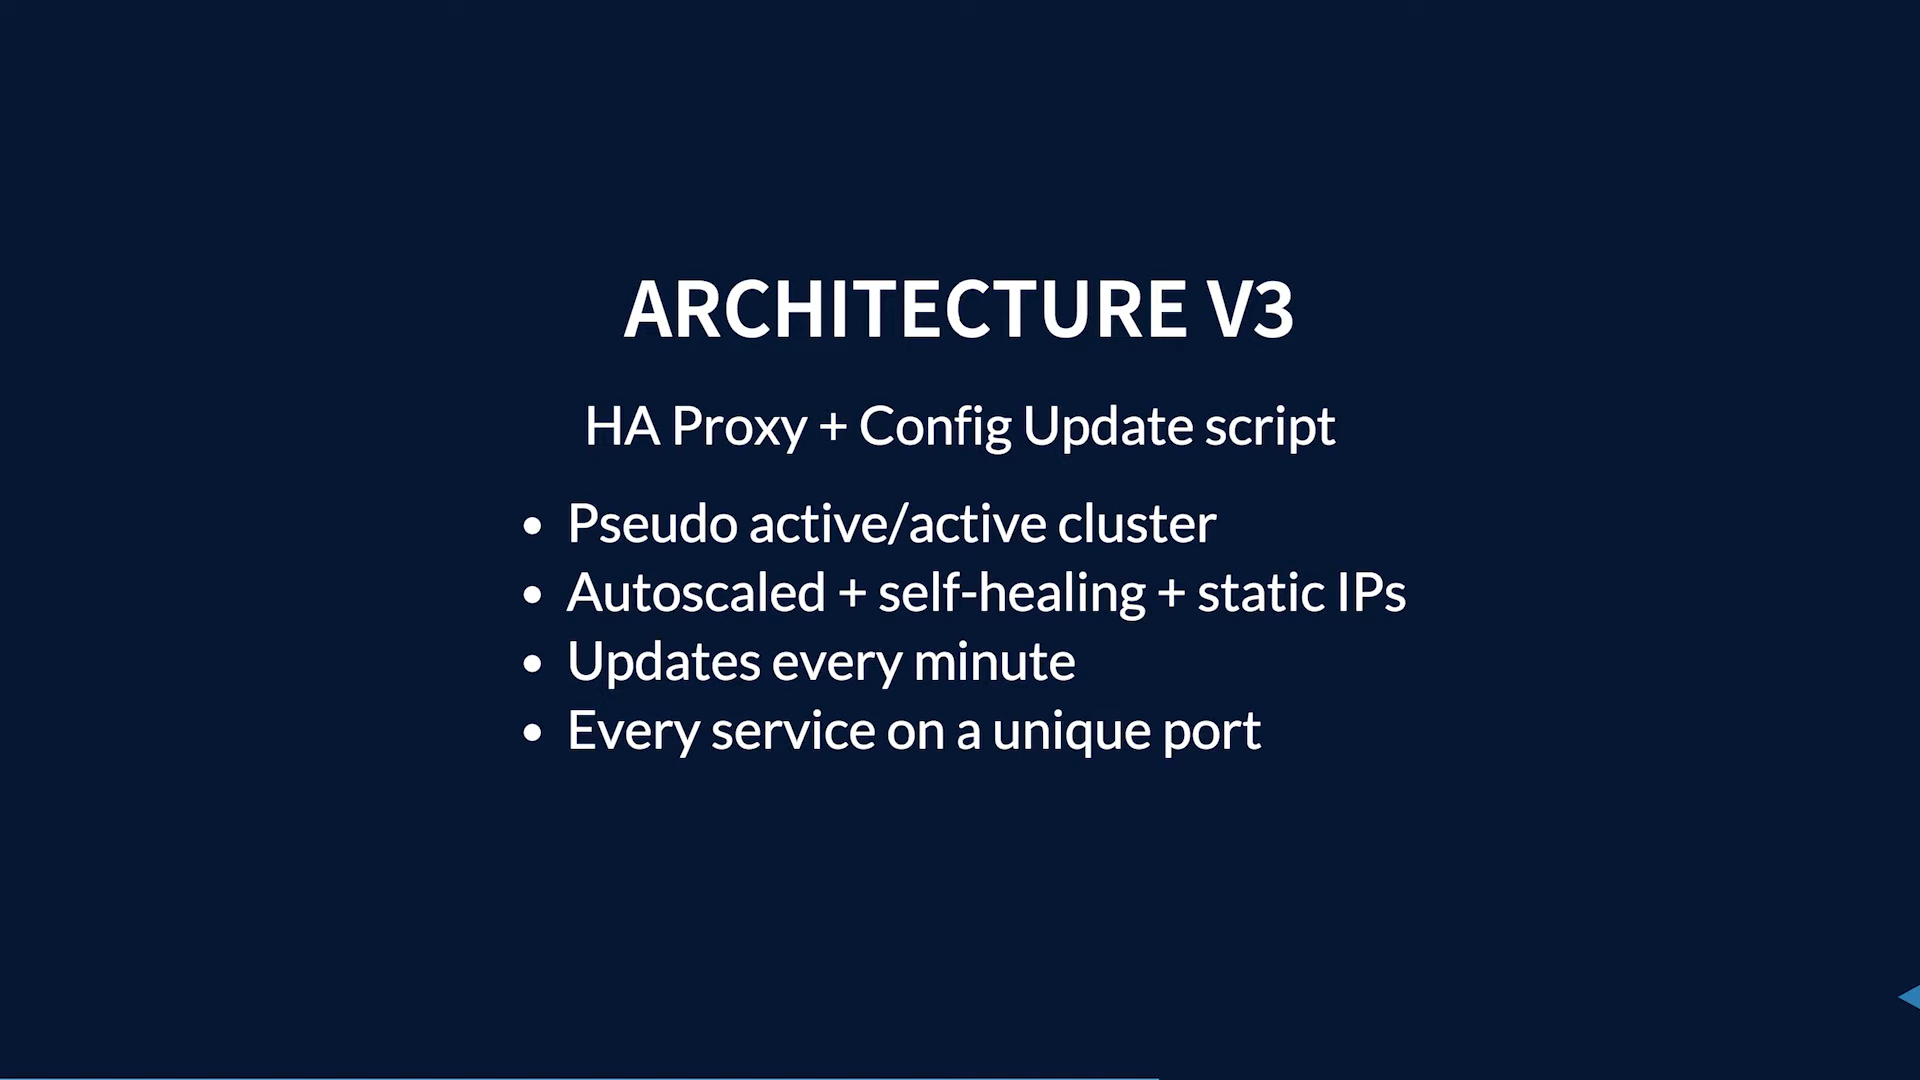 ARCHITECTURE V3
HA Proxy + Config Update script
• Pseudo active/active cluster
• Autoscaled + self-healing + static IPs
• Updates every minute
• Every service on a unique port